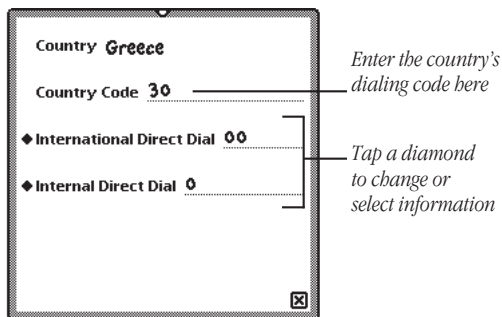 Country Greece
Country Code 30
Enter the country's
dialing code here
◆International Direct Dial 00
◆Internal Direct Dial 0
Tap a diamond
to change or
select information